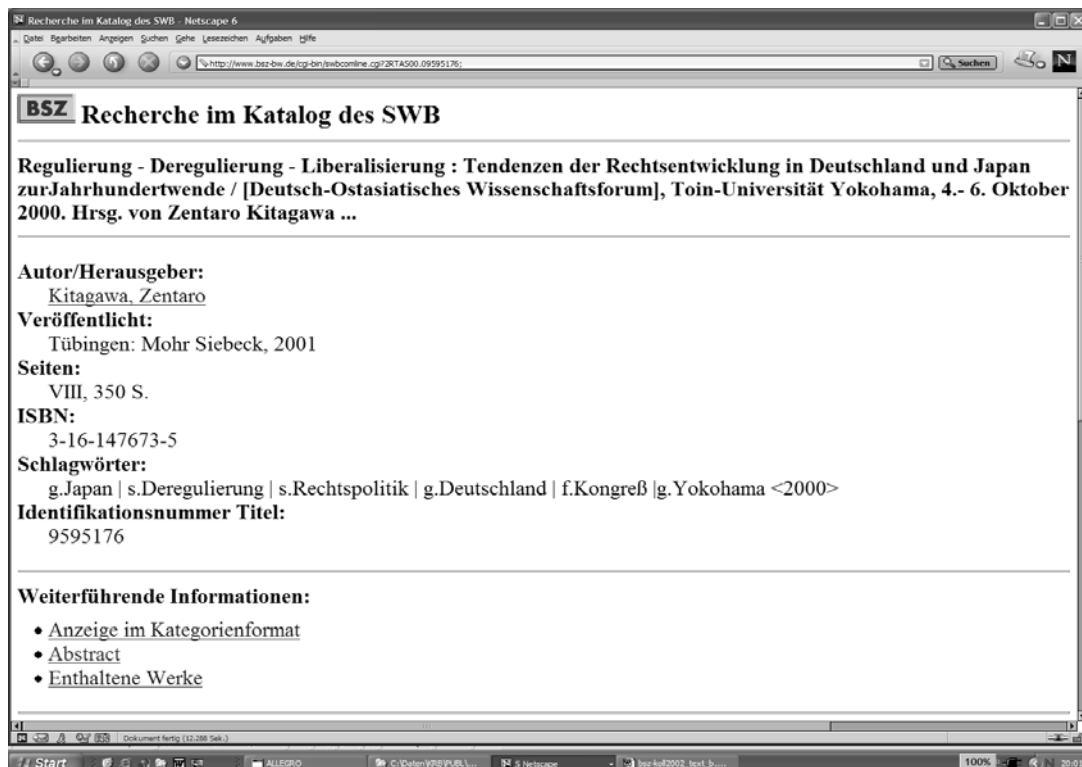 Recherche im Katalog des SWB - Netscape 6
Datei Bearbeiten Anzeigen Suchen Gehe Lesezeichen Aufgaben Hilfe
http://www.bsz-bw.de/cgi-bin/swbcomline.cgi?2RTAS00.09595176; Suchen N
BSZ Recherche im Katalog des SWB
Regulierung - Deregulierung - Liberalisierung : Tendenzen der Rechtsentwicklung in Deutschland und Japan
zurJahrhundertwende / [Deutsch-Ostasiatisches Wissenschaftsforum], Toin-Universität Yokohama, 4.- 6. Oktober
2000. Hrsg. von Zentaro Kitagawa ...
Autor/Herausgeber:
Kitagawa, Zentaro
Veröffentlicht:
Tübingen: Mohr Siebeck, 2001
Seiten:
VIII, 350 S.
ISBN:
3-16-147673-5
Schlagwörter:
g.Japan | s.Deregulierung | s.Rechtspolitik | g.Deutschland | f.Kongreß |g.Yokohama <2000>
Identifikationsnummer Titel:
9595176
Weiterführende Informationen:
• Anzeige im Kategorienformat
• Abstract
• Enthaltene Werke
Dokument fertig (12.288 Sek.)
Start ALLEGRO C:\Daten\KRB\PUBL\... 5 Netscape bsz-koll2002_text b.... 100%